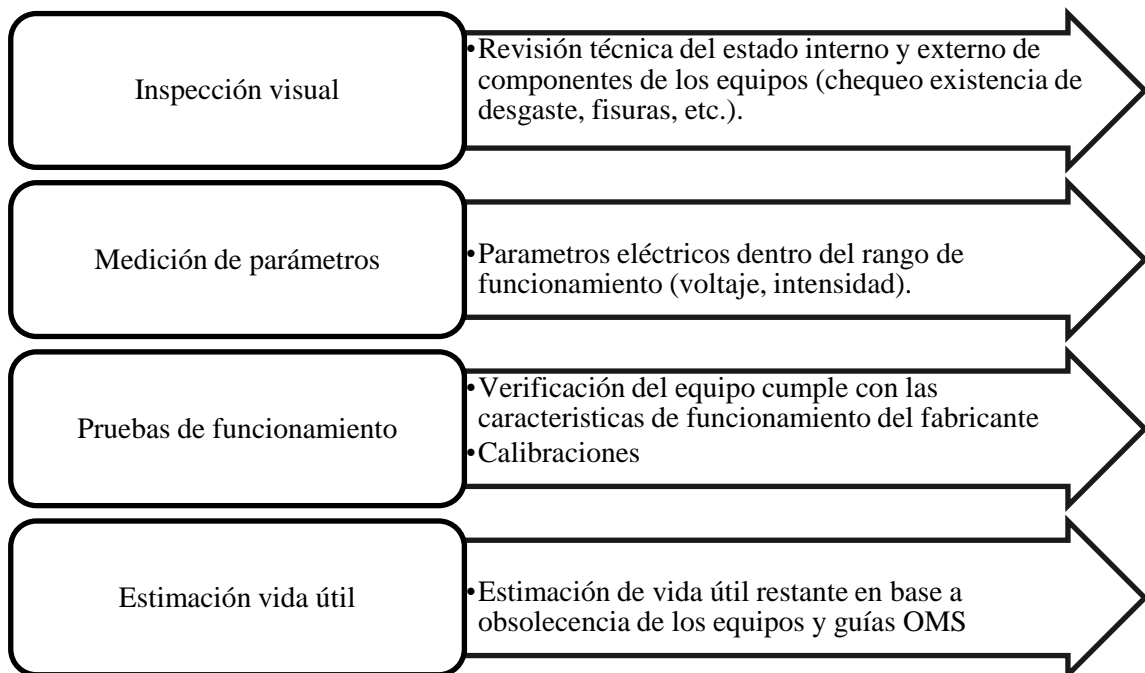 Inspección visual
•Revisión técnica del estado interno y externo de
componentes de los equipos (chequeo existencia de
desgaste, fisuras, etc.).
Medición de parámetros
•Parametros eléctricos dentro del rango de
funcionamiento (voltaje, intensidad).
Pruebas de funcionamiento
•Verificación del equipo cumple con las
caracteristicas de funcionamiento del fabricante
•Calibraciones
Estimación vida útil
•Estimación de vida útil restante en base a
obsolecencia de los equipos y guías OMS